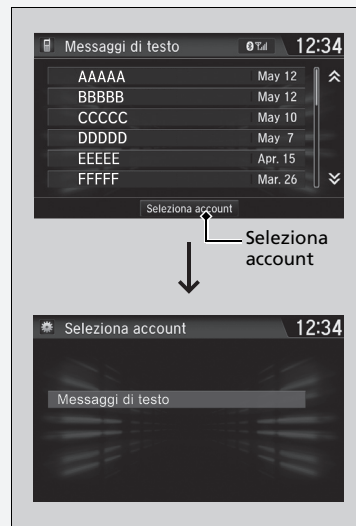 Messaggi di testo 12:34
AAAAA May 12
BBBBB May 12
CCCCC May 10
DDDDD May 7
EEEEE Apr. 15
FFFFF Mar. 26
Seleziona account
Seleziona
account
Seleziona account 12:34
Messaggi di testo